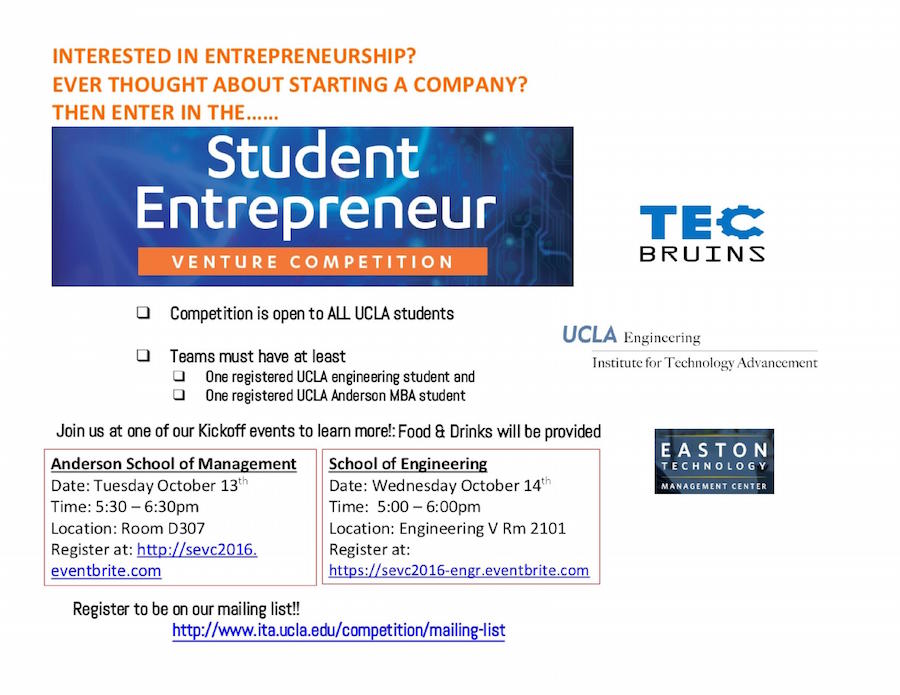 INTERESTED IN ENTREPRENEURSHIP?
EVER THOUGHT ABOUT STARTING A COMPANY?
THEN ENTER IN THE……
Student
Entrepreneur
VENTURE COMPETITION
TEC
BRUINS
❑ Competition is open to ALL UCLA students
UCLA Engineering
Institute for Technology Advancement
❑ Teams must have at least
❑ One registered UCLA engineering student and
❑ One registered UCLA Anderson MBA student
Join us at one of our Kickoff events to learn more!: Food & Drinks will be provided
EASTON
TECHNOLOGY
MANAGEMENT CENTER
Anderson School of Management
Date: Tuesday October 13th
Time: 5:30 – 6:30pm
Location: Room D307
Register at: http://sevc2016.
eventbrite.com
School of Engineering
Date: Wednesday October 14th
Time: 5:00 – 6:00pm
Location: Engineering V Rm 2101
Register at:
https://sevc2016-engr.eventbrite.com
Register to be on our mailing list!!
http://www.ita.ucla.edu/competition/mailing-list